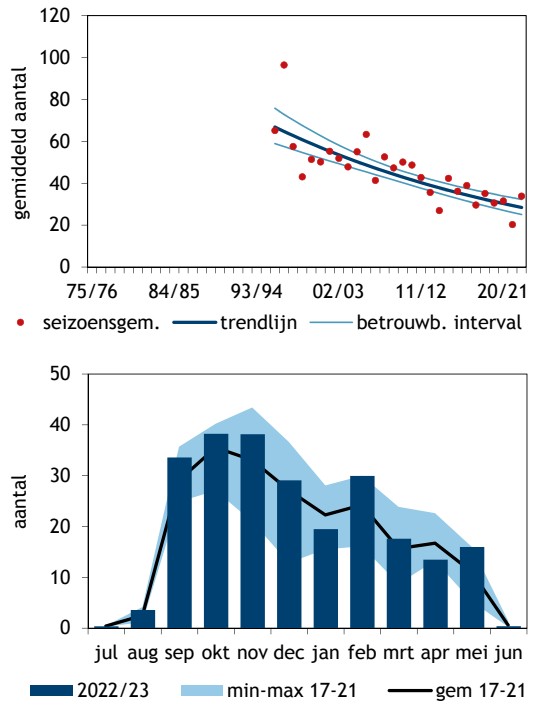 120
100
80
60
40
20
0
gemiddeld aantal
75/76 84/85 93/94 02/03 11/12 20/21
seizoensgem. trendlijn betrouwb. interval
50
40
30
20
10
0
aantal
jul aug sep okt nov dec jan feb mrt apr mei jun
2022/23 min-max 17-21 gem 17-21